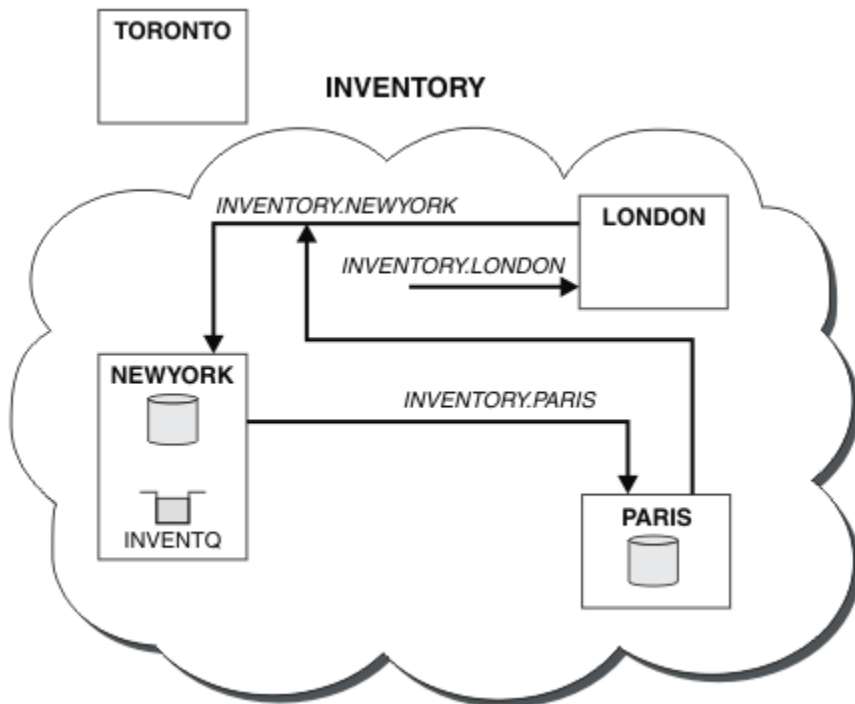 TORONTO
INVENTORY
INVENTORY.NEWYORK
LONDON
INVENTORY.LONDON
NEWYORK
INVENTORY.PARIS
INVENTQ
PARIS